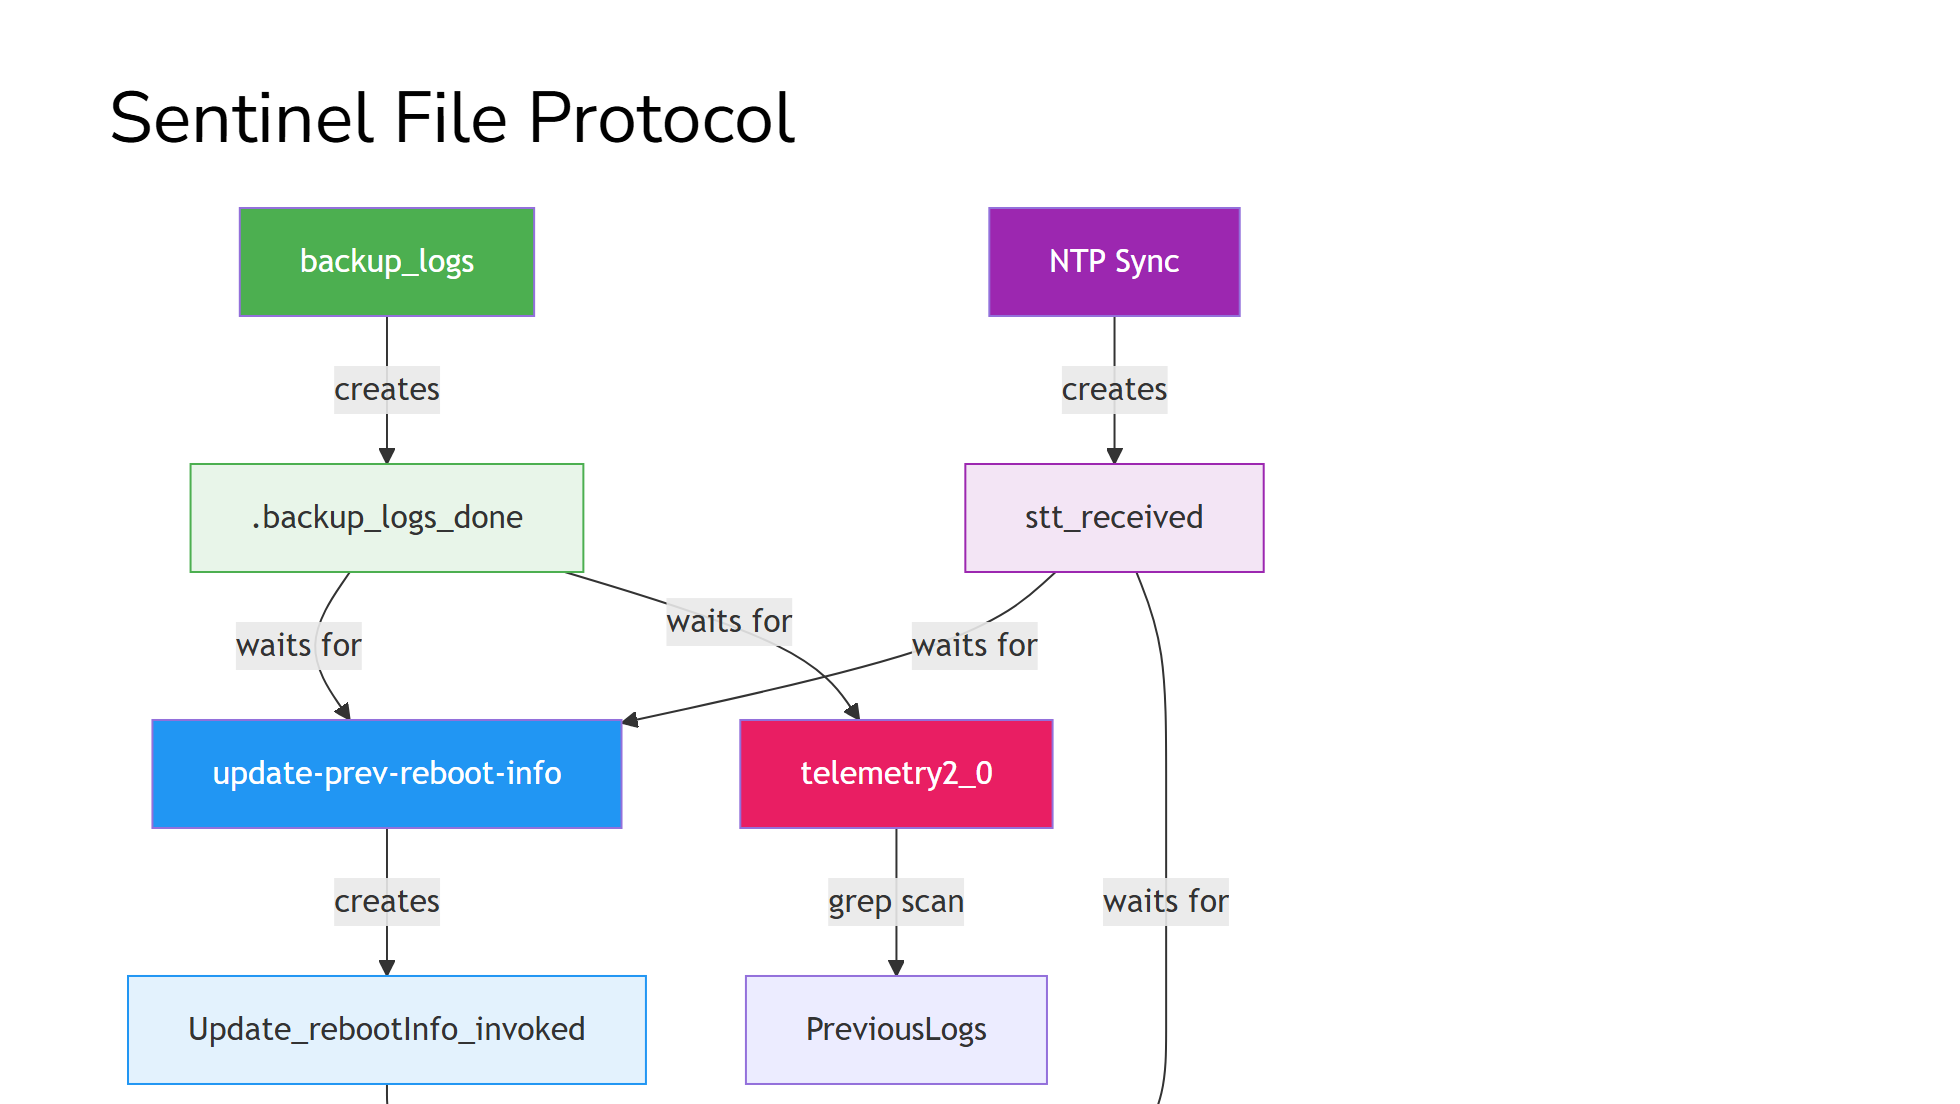 Sentinel File Protocol
backup_logs
NTP Sync
creates
creates
.backup_logs_done
stt_received
waits for
waits for
waits for
update-prev-reboot-info
telemetry2_0
creates
grep scan
waits for
Update_rebootInfo_invoked
PreviousLogs